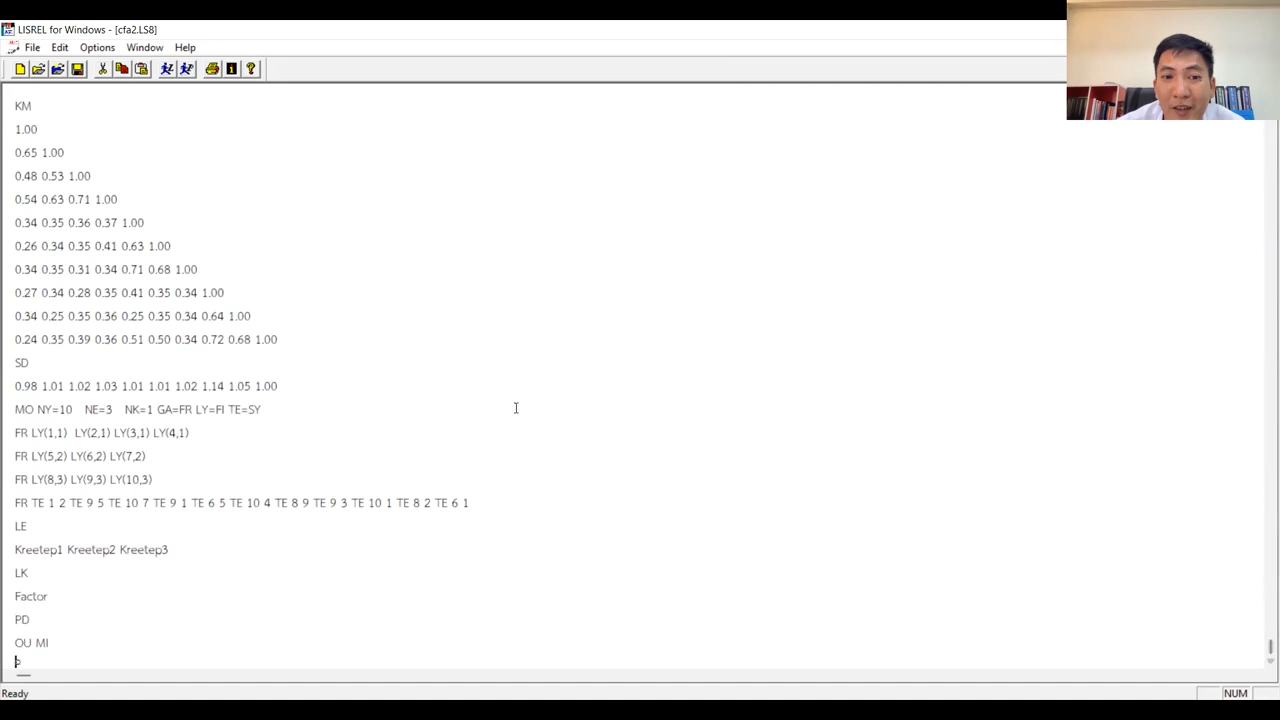 LISREL for Windows - [cfa2.LS8]
File Edit Options Window Help
KM
1.00
0.65 1.00
0.48 0.53 1.00
0.54 0.63 0.71 1.00
0.34 0.35 0.36 0.37 1.00
0.26 0.34 0.35 0.41 0.63 1.00
0.34 0.35 0.31 0.34 0.71 0.68 1.00
0.27 0.34 0.28 0.35 0.41 0.35 0.34 1.00
0.34 0.25 0.35 0.36 0.25 0.35 0.34 0.64 1.00
0.24 0.35 0.39 0.36 0.51 0.50 0.34 0.72 0.68 1.00
SD
0.98 1.01 1.02 1.03 1.01 1.01 1.02 1.14 1.05 1.00
MO NY=10 NE=3 NK=1 GA=FR LY=FI TE=SY
FR LY(1,1) LY(2,1) LY(3,1) LY(4,1)
FR LY(5,2) LY(6,2) LY(7,2)
FR LY(8,3) LY(9,3) LY(10,3)
FR TE 1 2 TE 9 5 TE 10 7 TE 9 1 TE 6 5 TE 10 4 TE 8 9 TE 9 3 TE 10 1 TE 8 2 TE 6 1
LE
Kreetep1 Kreetep2 Kreetep3
LK
Factor
PD
OU MI
Ready
NUM